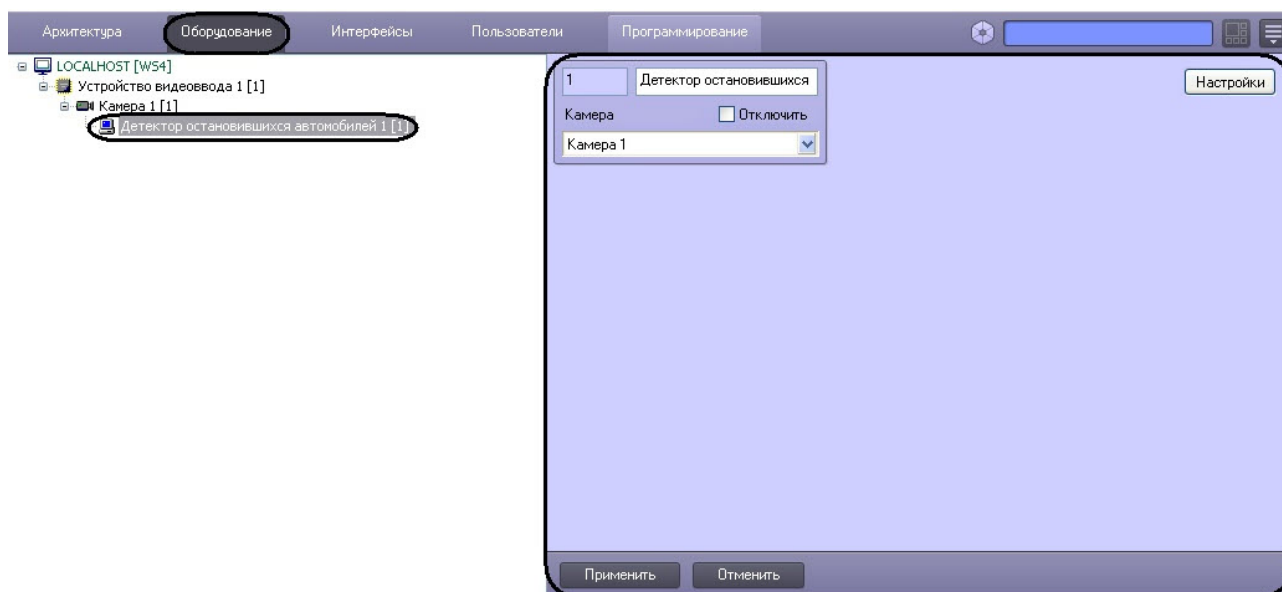 Архитектура Оборудование Интерфейсы Пользователи Программирование
LOCALHOST [WS4]
Устройство видеоввода 1 [1]
Камера 1 [1]
Детектор остановившихся автомобилей 1 [1]
1 Детектор остановившихся
Настройки
Камера Отключить
Камера 1
Применить Отменить